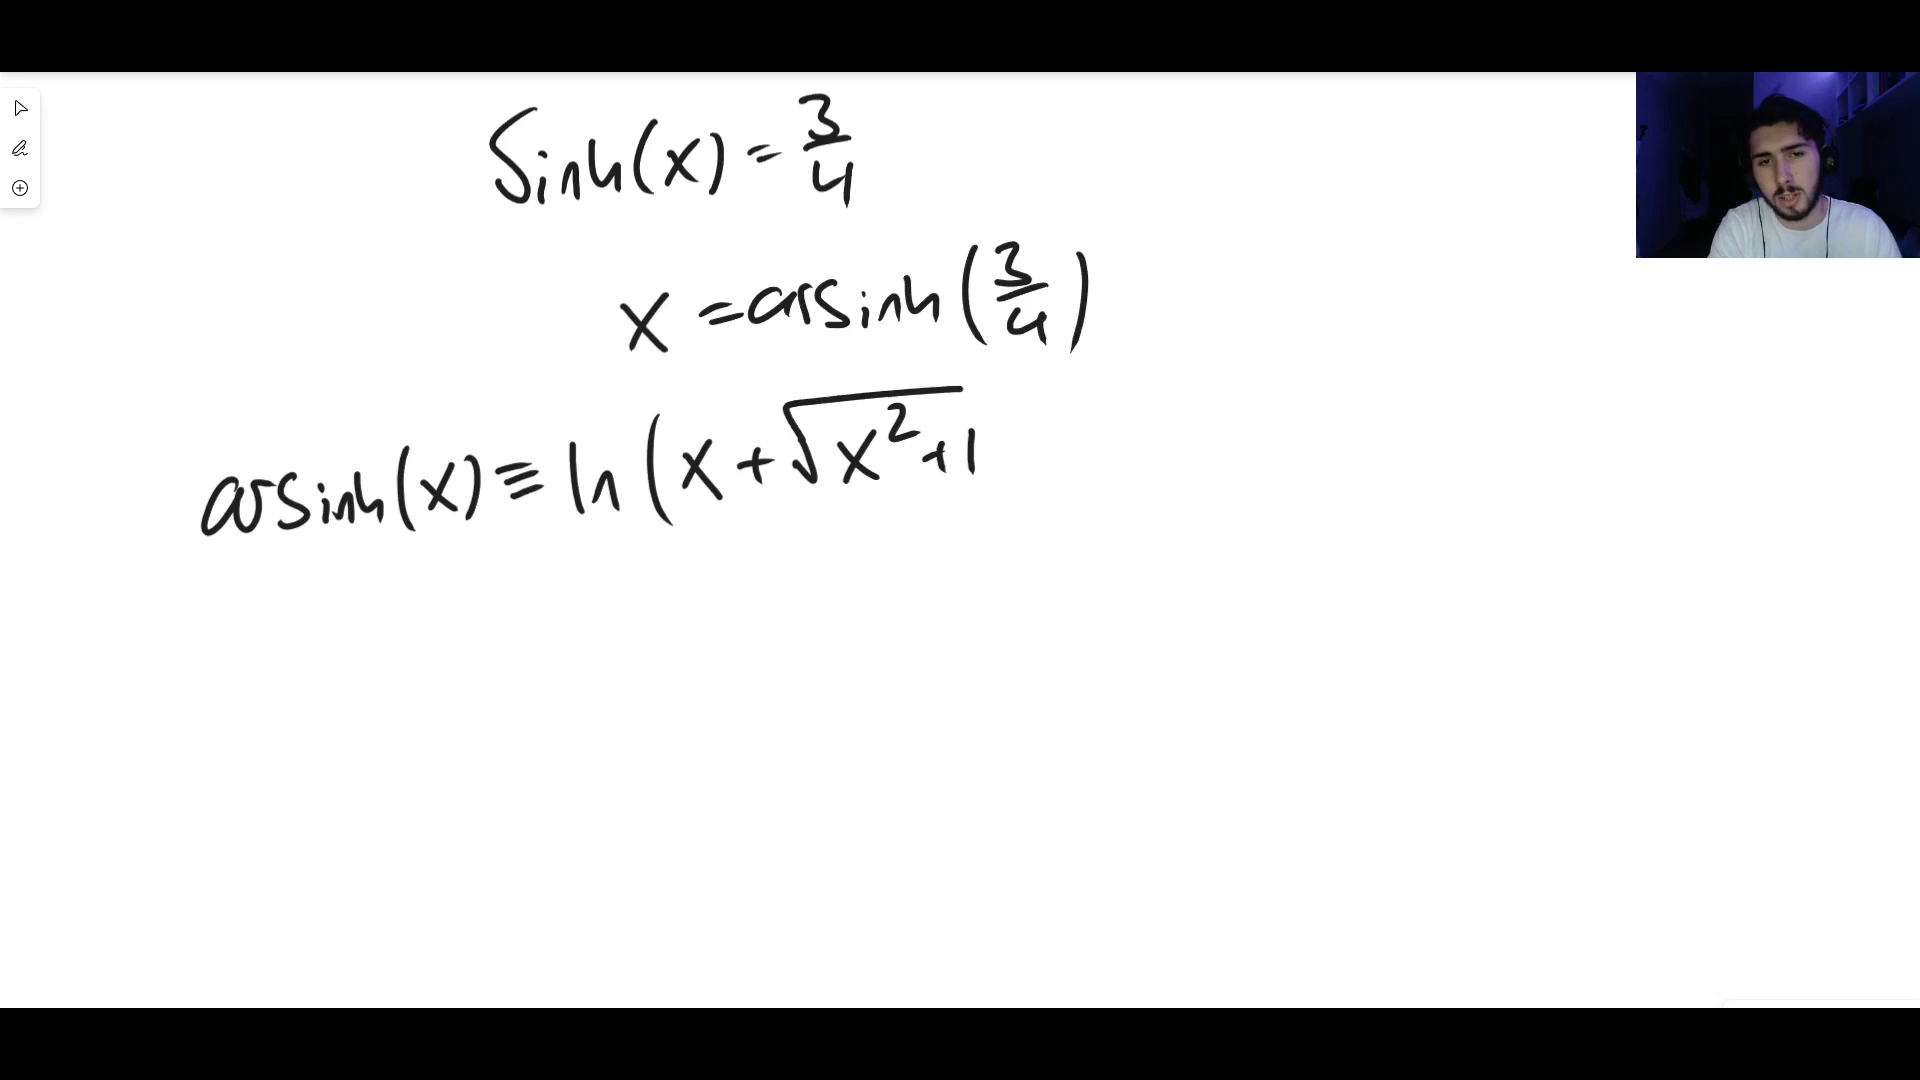 Sinh(x) = 3/4
x = arsinh(3/4)
arsinh(x) ≡ ln(x + √x²+1